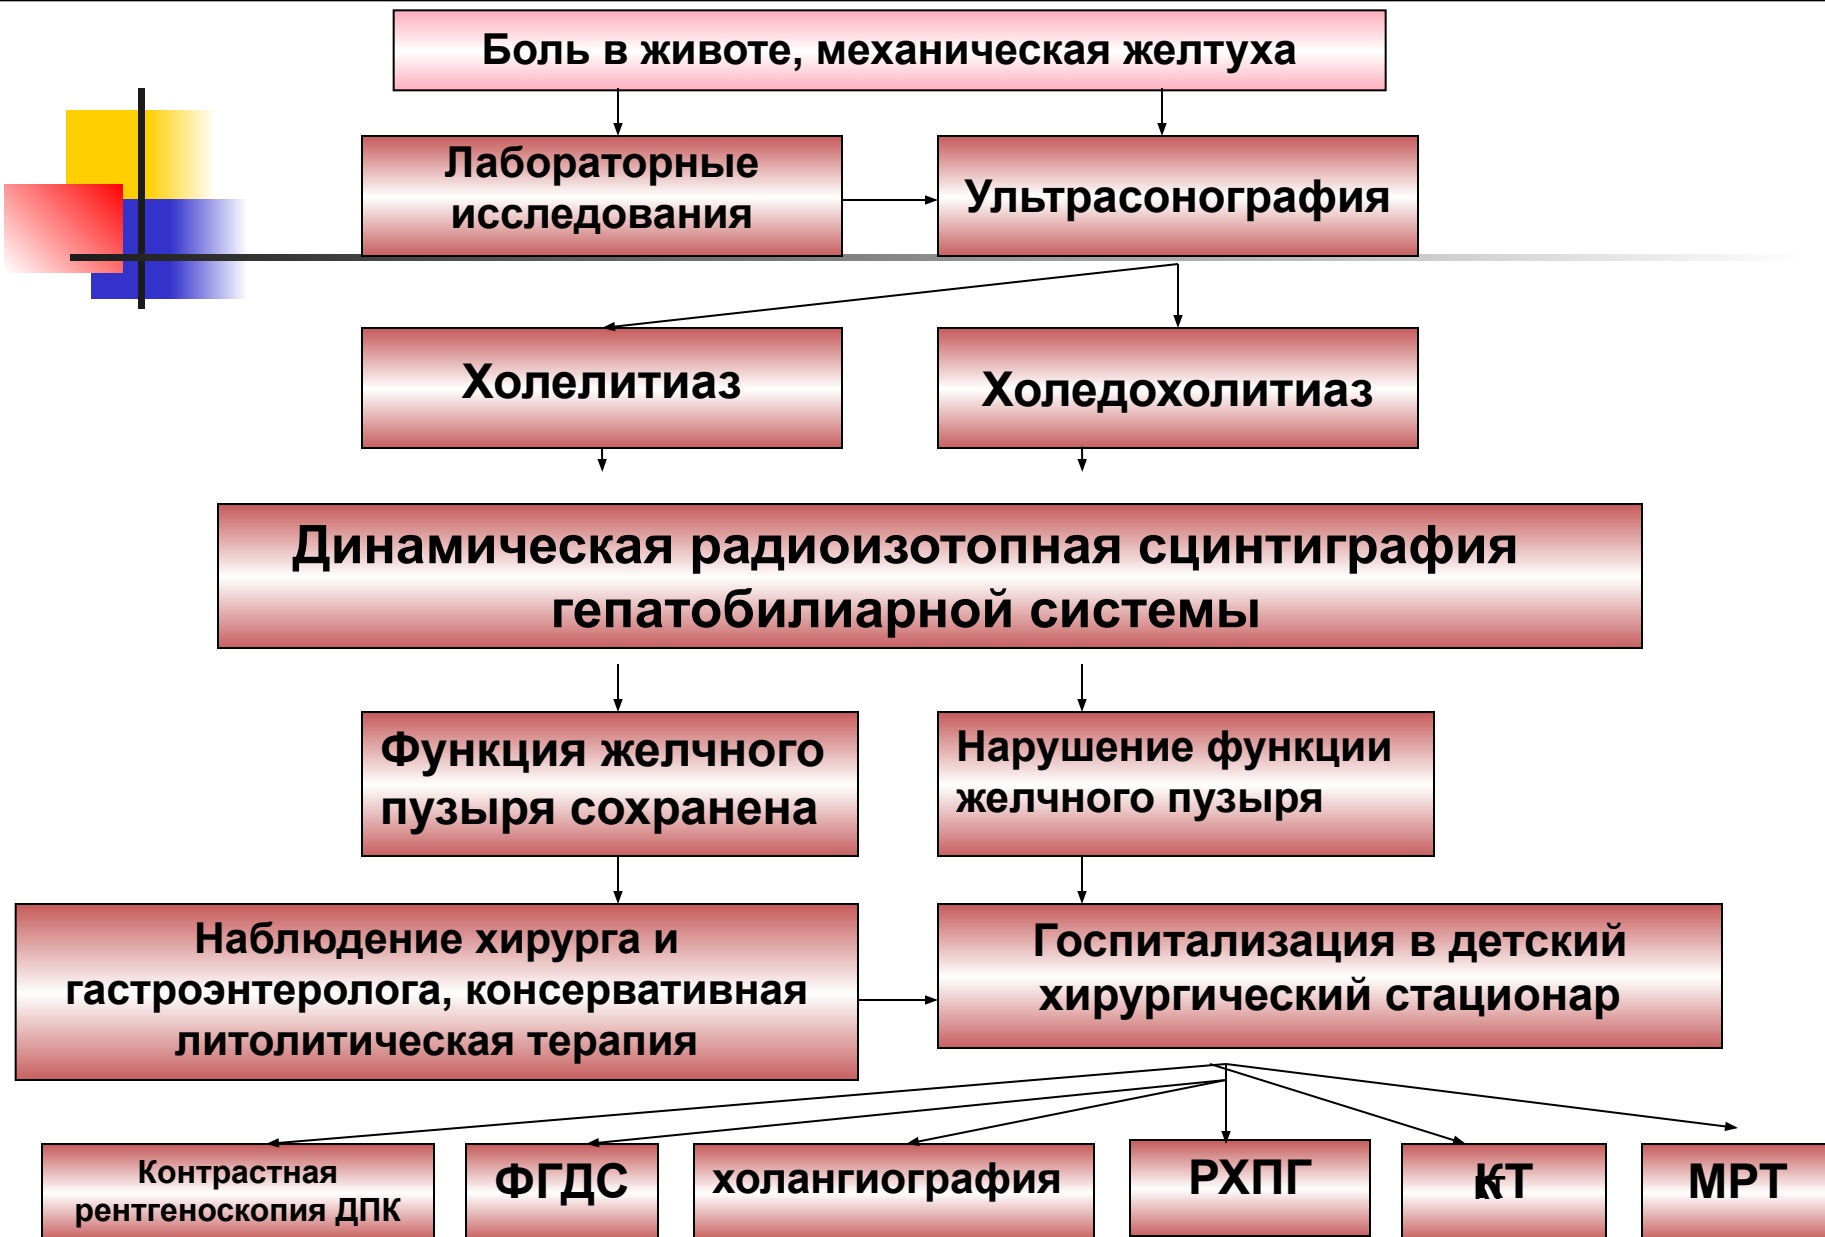 Боль в животе, механическая желтуха
Лабораторные
исследования
Ультрасонография
Холелитиаз
Холедохолитиаз
Динамическая радиоизотопная сцинтиграфия
гепатобилиарной системы
Функция желчного
пузыря сохранена
Нарушение функции
желчного пузыря
Наблюдение хирурга и
гастроэнтеролога, консервативная
литолитическая терапия
Госпитализация в детский
хирургический стационар
Контрастная
рентгеноскопия ДПК
ФГДС
холангиография
РХПГ
КТ
МРТ